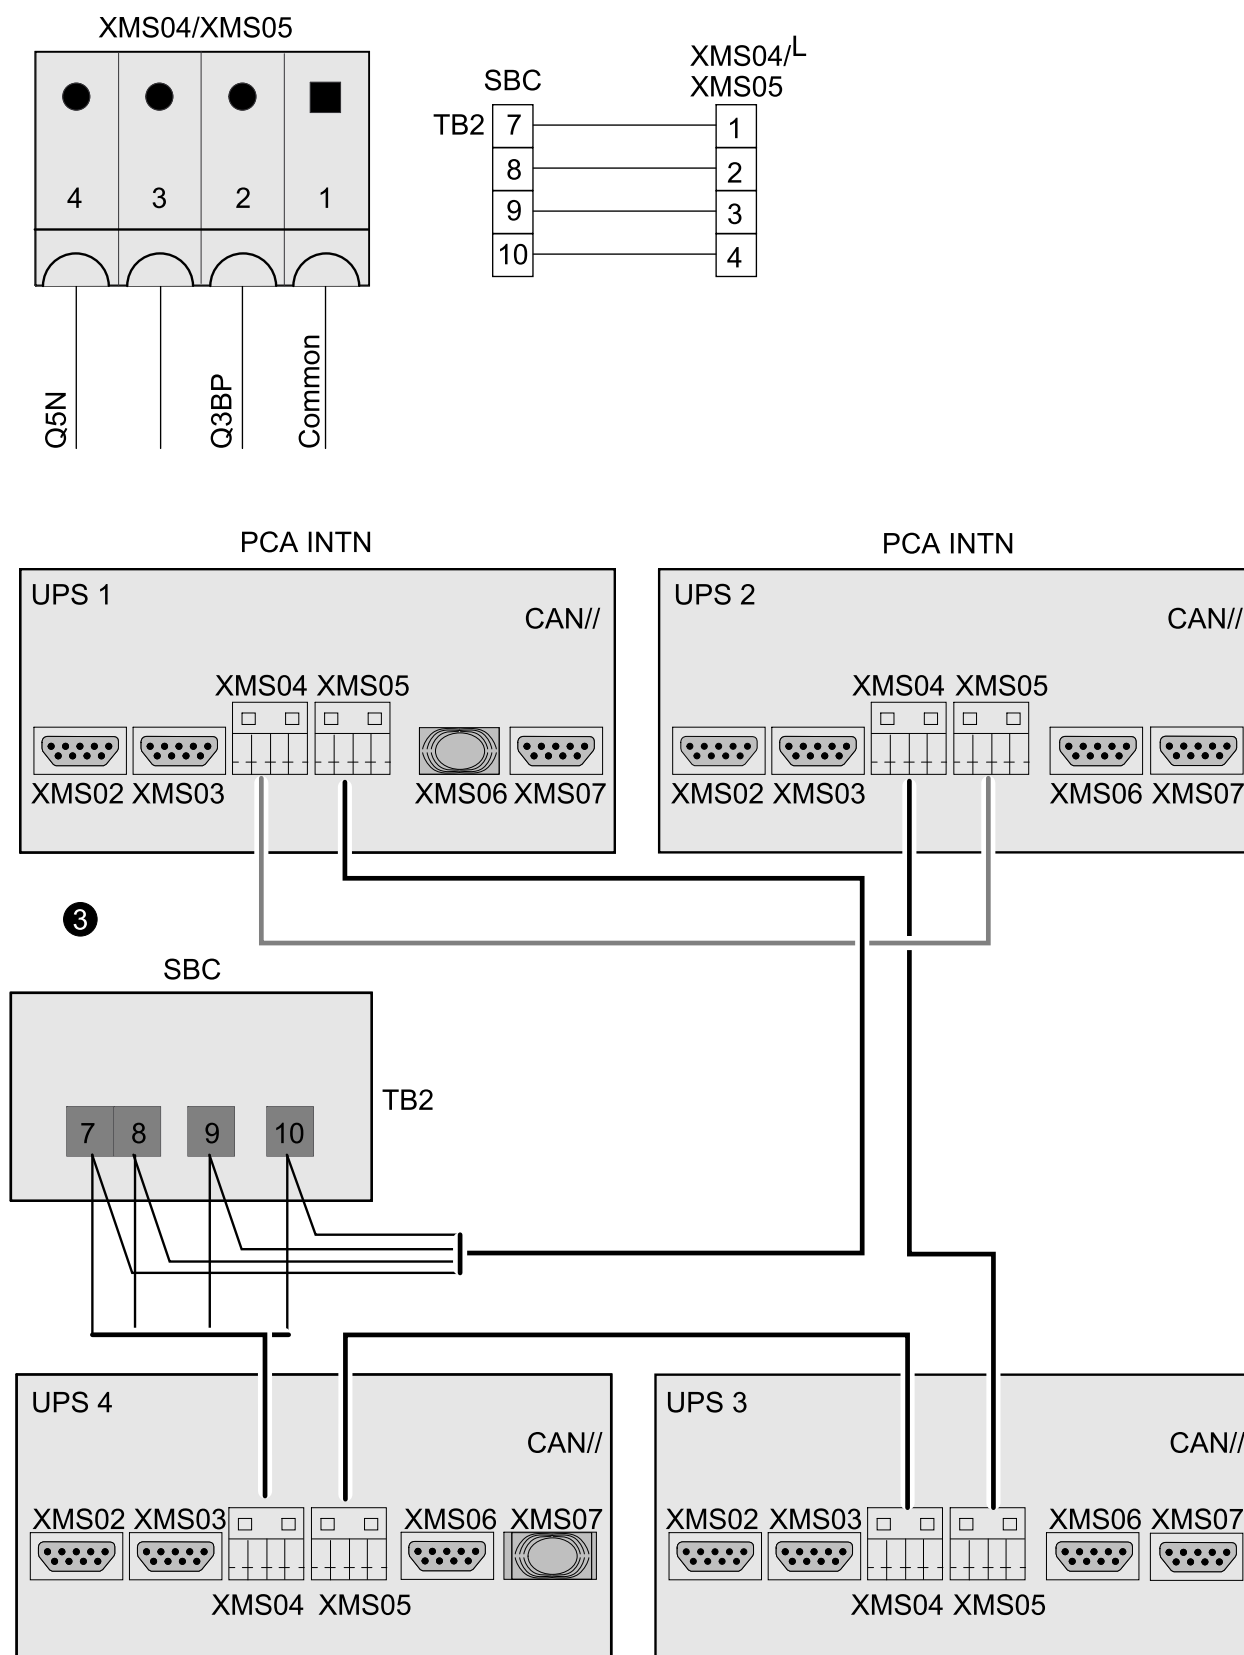 XMS04/XMS05
4 3 2 1
Q5N
Q3BP
Common
SBC
XMS04/L
XMS05
TB2 7 1
8 2
9 3
10 4
PCA INTN
UPS 1
CAN//
XMS04 XMS05
XMS02 XMS03 XMS06 XMS07
PCA INTN
UPS 2
CAN//
XMS04 XMS05
XMS02 XMS03 XMS06 XMS07
3
SBC
TB2
7 8 9 10
UPS 4
CAN//
XMS02 XMS03 XMS06 XMS07
XMS04 XMS05
UPS 3
CAN//
XMS02 XMS03 XMS06 XMS07
XMS04 XMS05